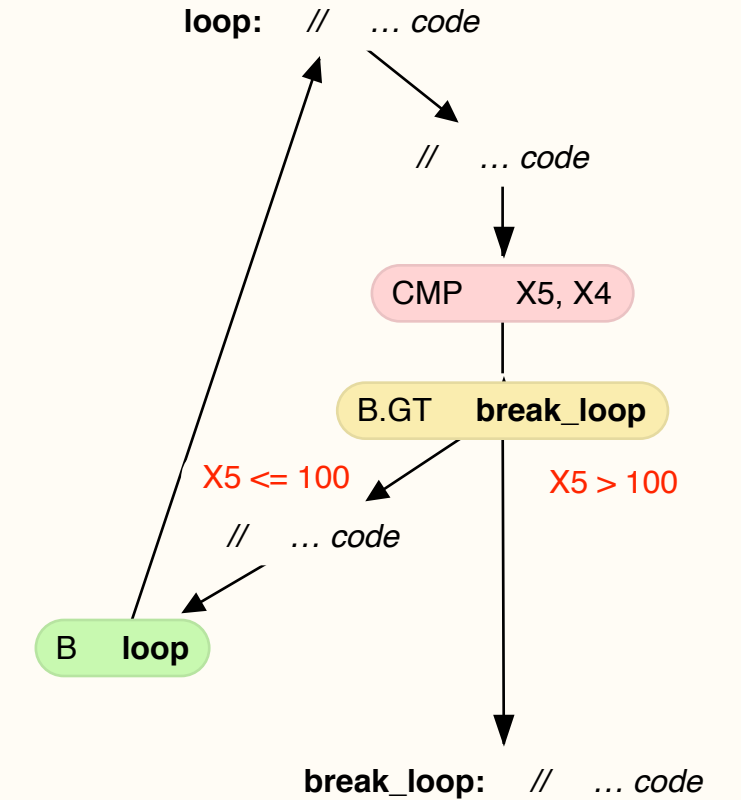 loop: // … code
// … code
CMP X5, X4
B.GT break_loop
X5 <= 100
X5 > 100
// … code
B loop
break_loop: // … code